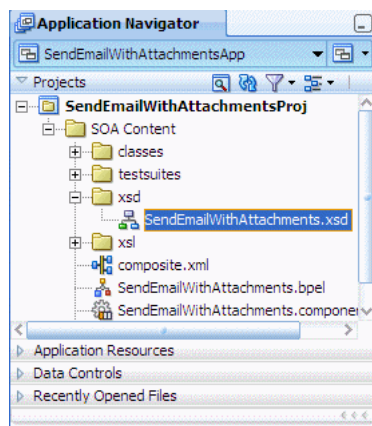 Application Navigator
SendEmailWithAttachmentsApp
Projects
SendEmailWithAttachmentsProj
SOA Content
classes
testsuites
xsd
SendEmailWithAttachments.xsd
xsl
composite.xml
SendEmailWithAttachments.bpel
SendEmailWithAttachments.componen
Application Resources
Data Controls
Recently Opened Files